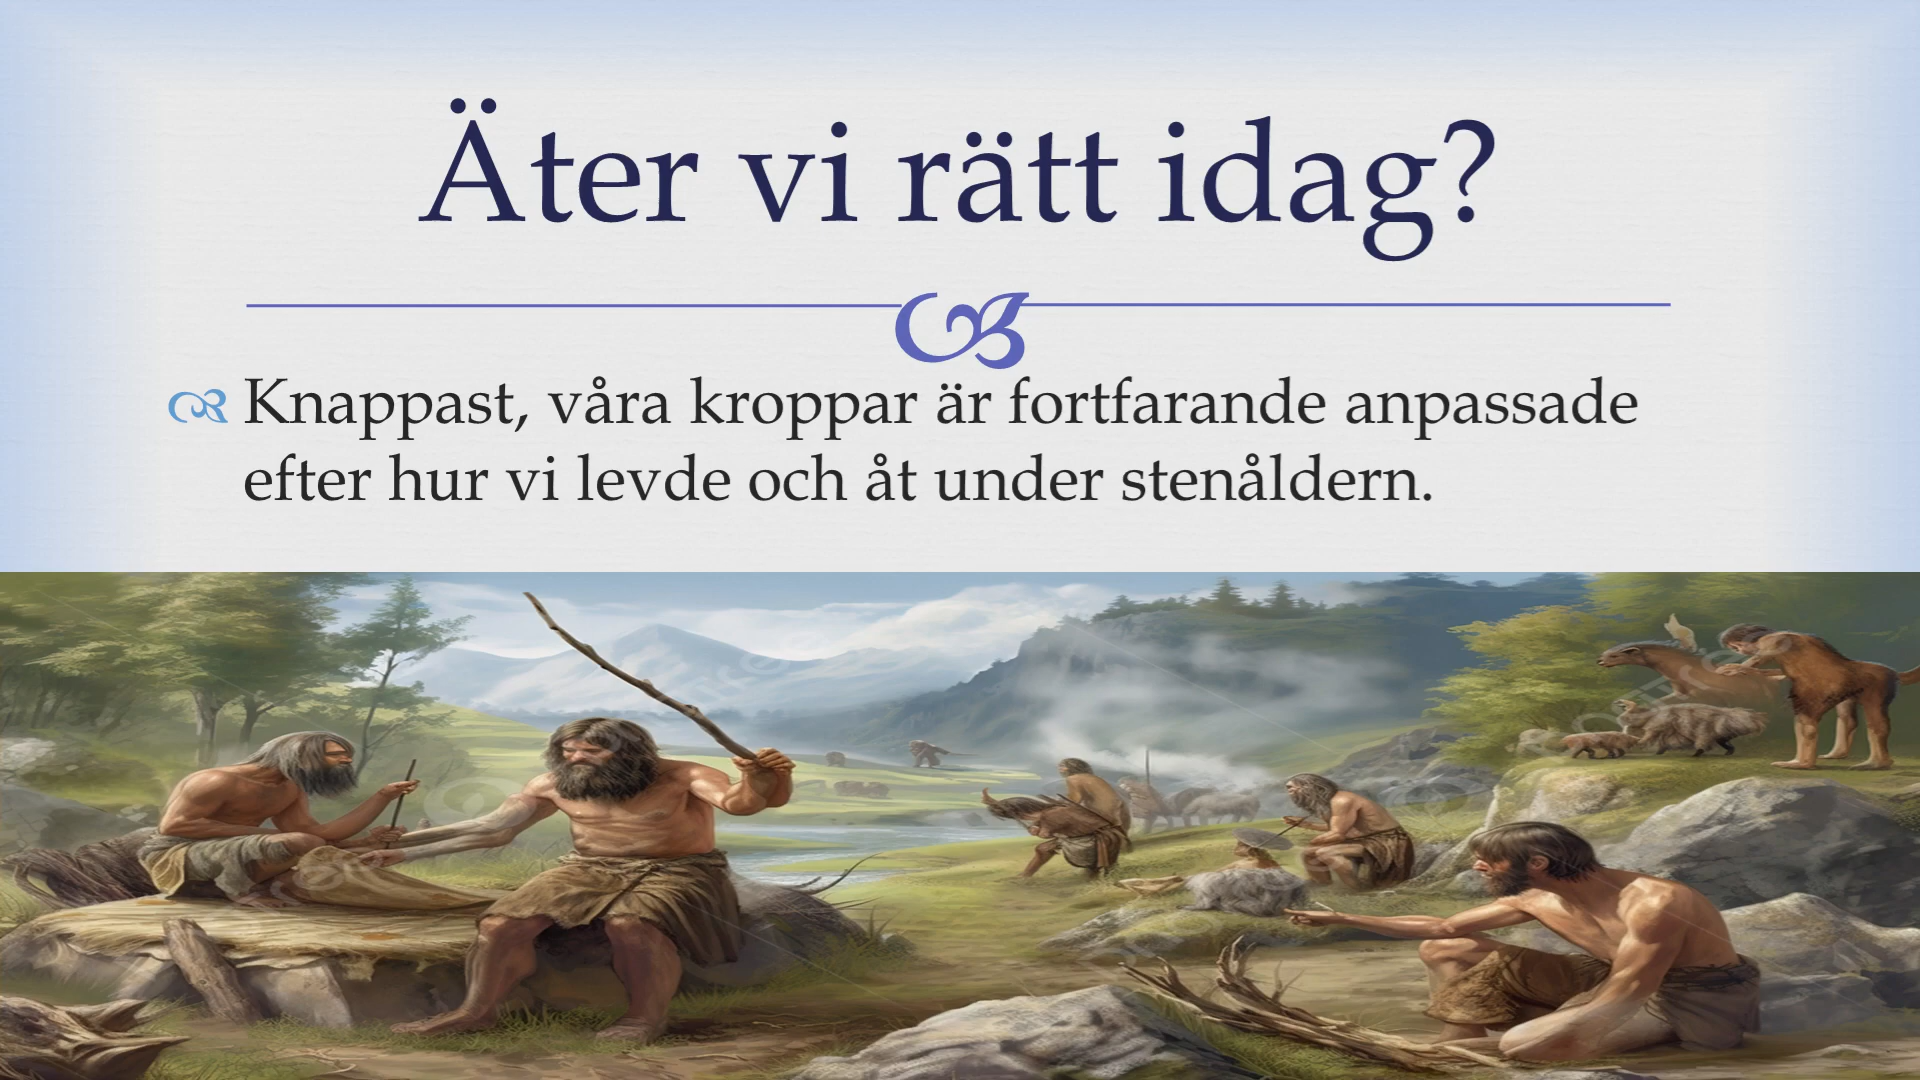 Äter vi rätt idag?
Knappast, våra kroppar är fortfarande anpassade
efter hur vi levde och åt under stenåldern.